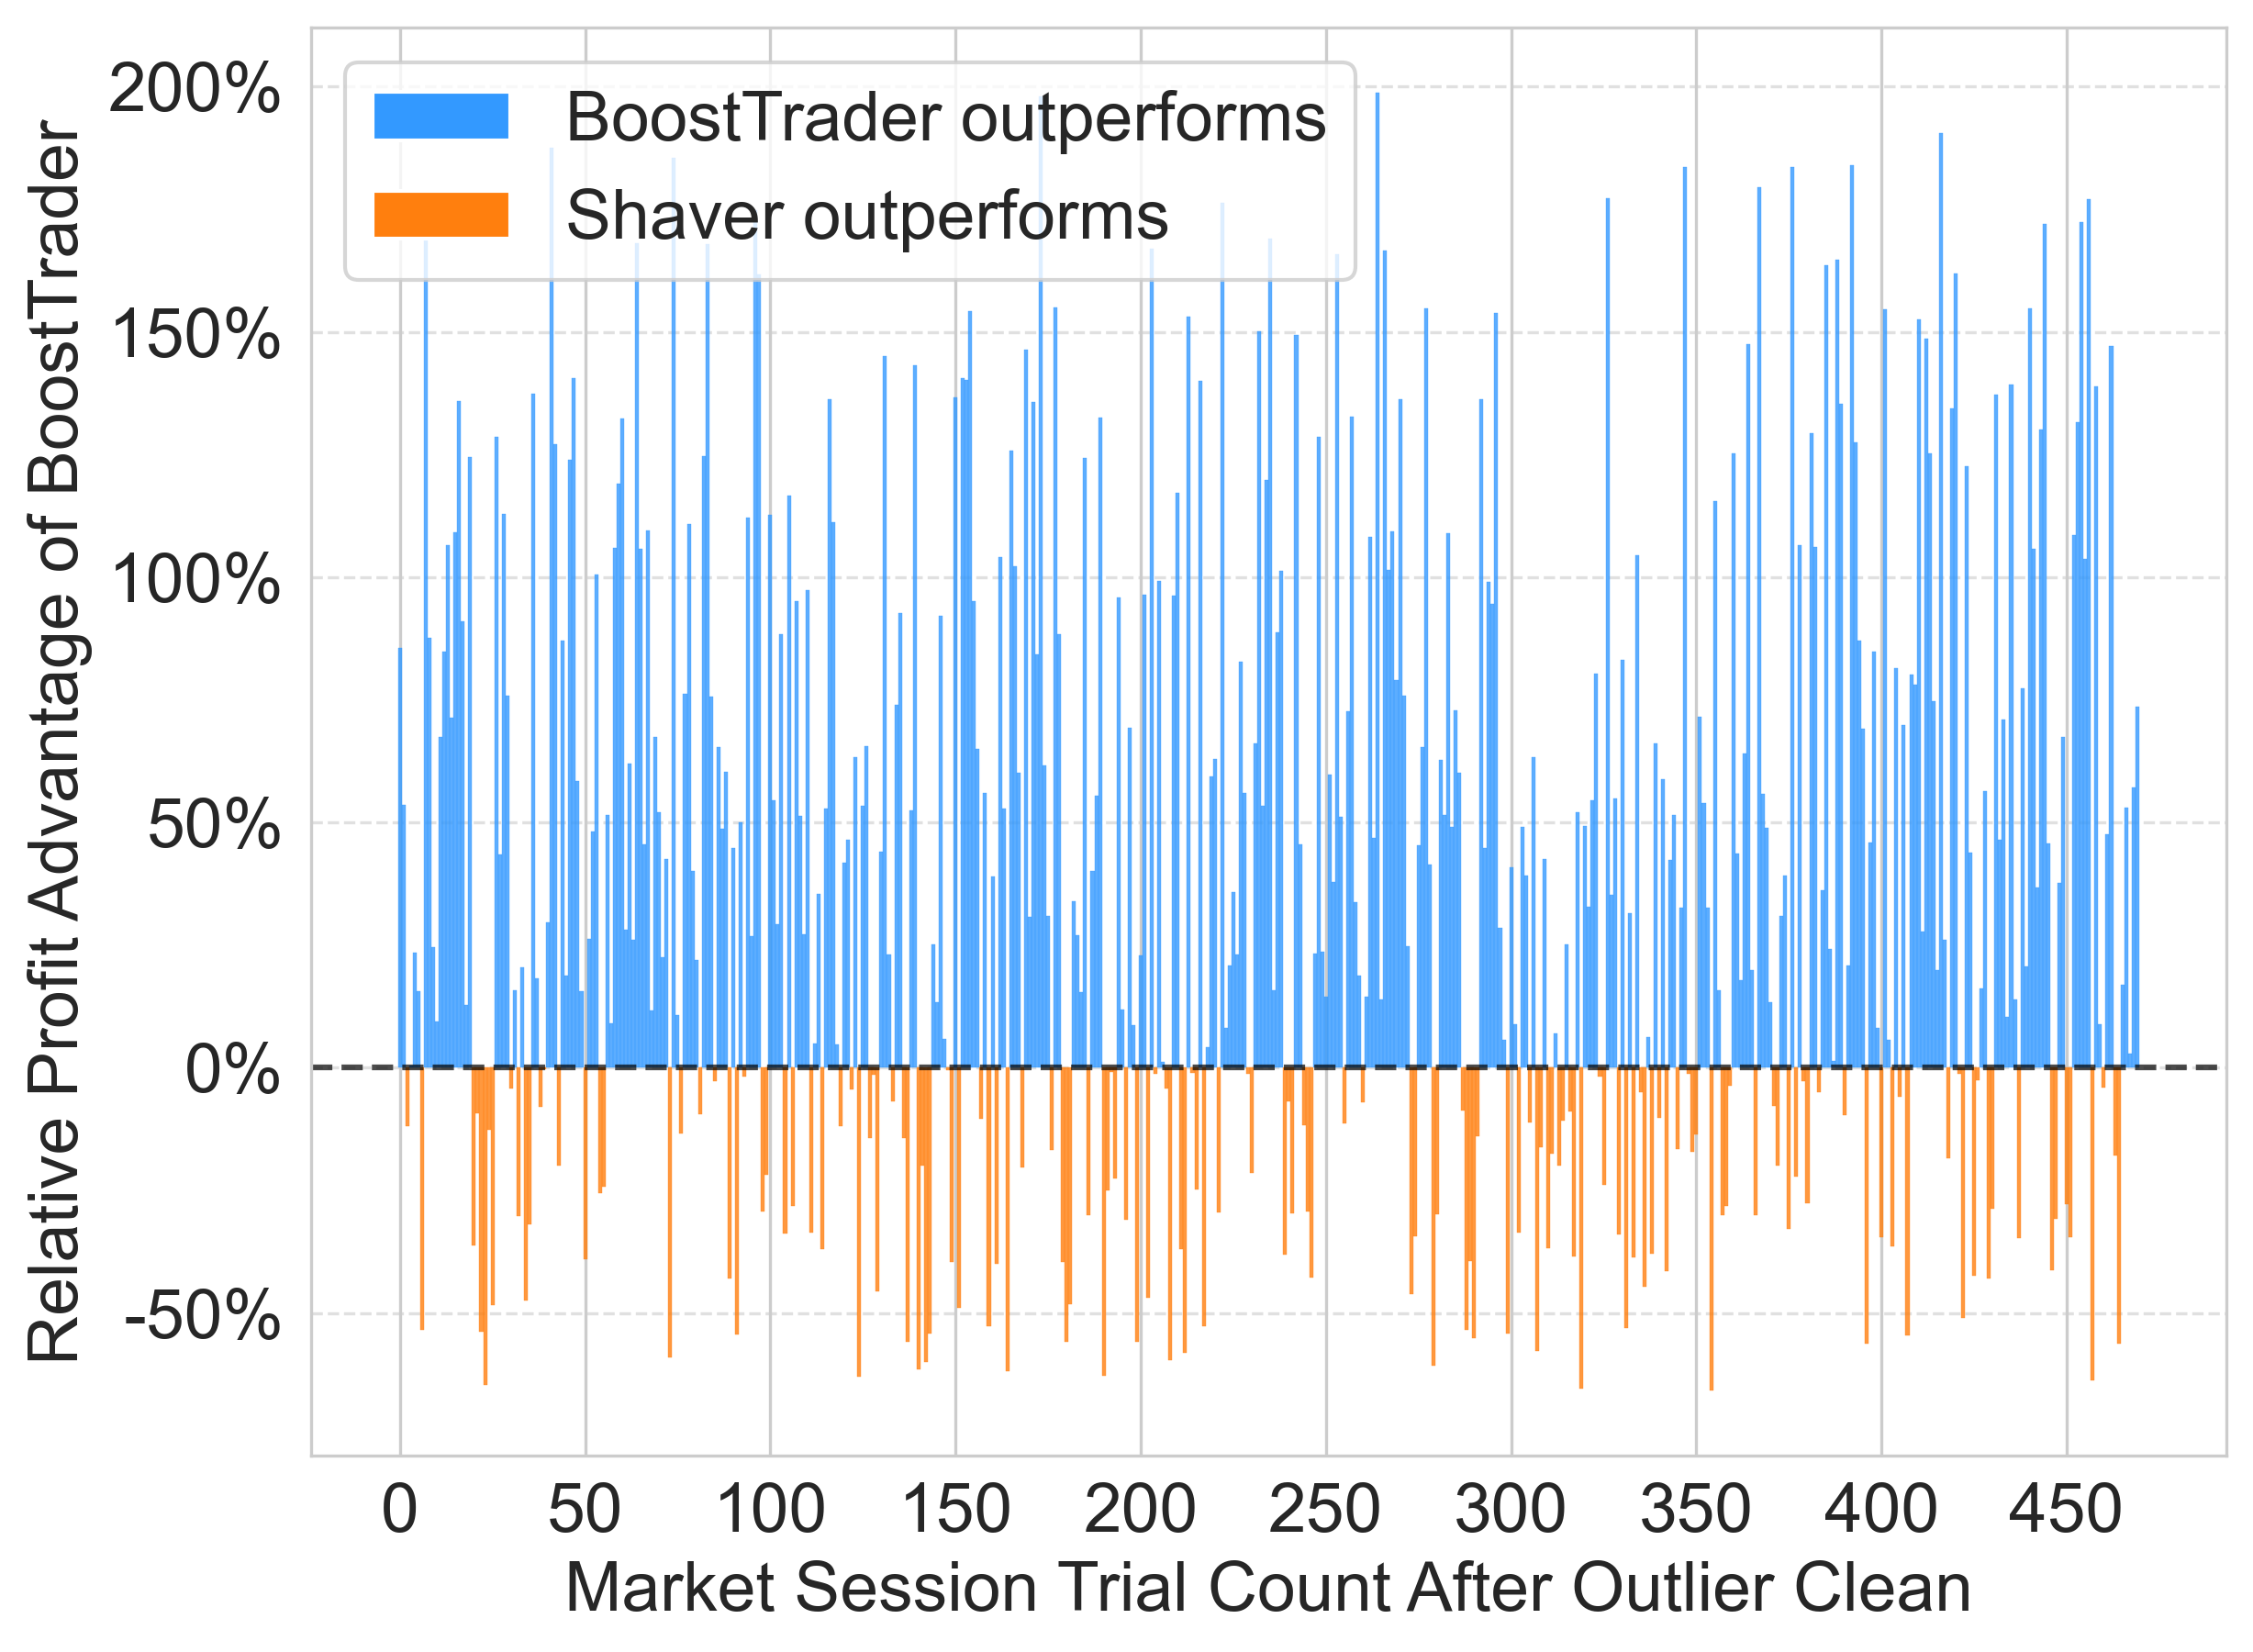 BoostTrader outperforms
Shaver outperforms
Relative Profit Advantage of BoostTrader
200%
150%
100%
50%
0%
-50%
0 50 100 150 200 250 300 350 400 450
Market Session Trial Count After Outlier Clean